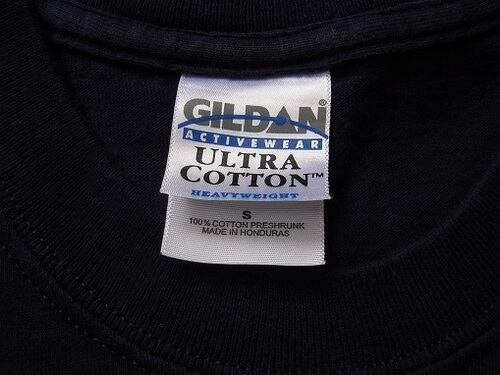 GILDAN®
ACTIVEWEAR
ULTRA
COTTON™
HEAVYWEIGHT
S
100% COTTON PRESHRUNK
MADE IN HONDURAS